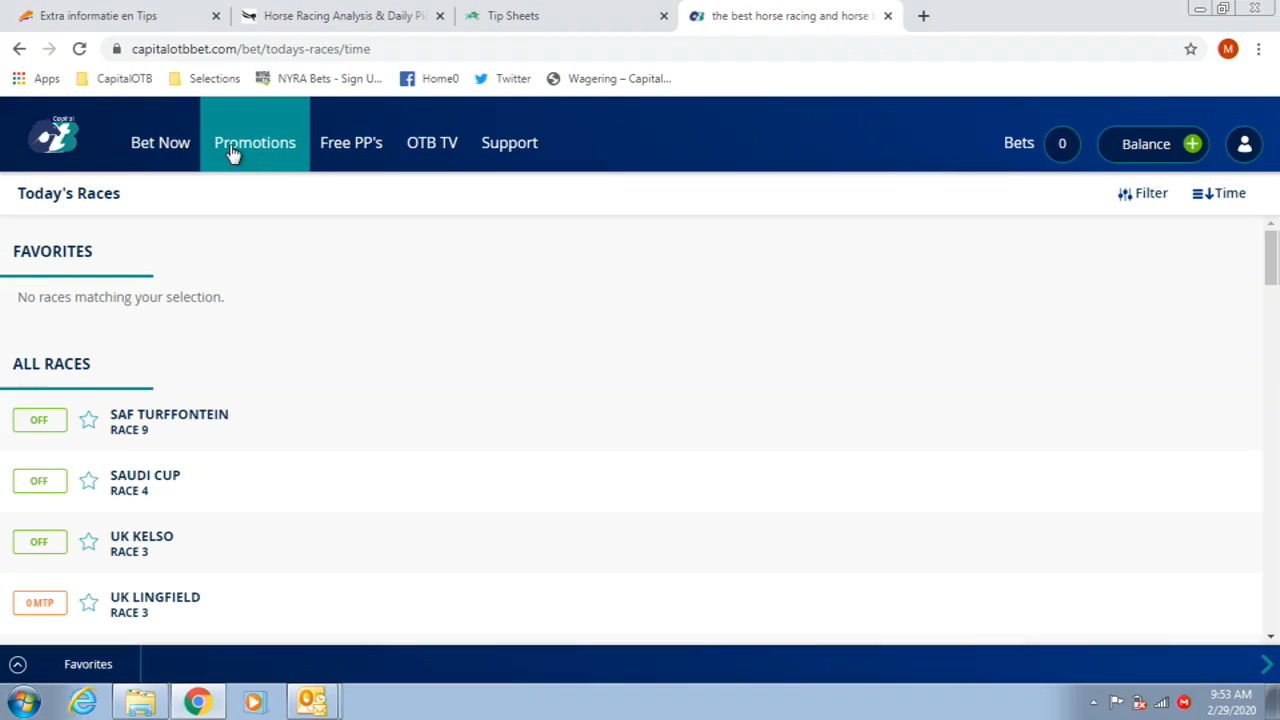 Extra informatie en Tips
Horse Racing Analysis & Daily Pi
Tip Sheets
the best horse racing and horse
capitalotbbet.com/bet/todays-races/time
M
Apps
CapitalOTB
Selections
NYRA Bets - Sign U...
Home0
Twitter
Wagering – Capital...
Capital
Bet Now
Promotions
Free PP's
OTB TV
Support
Bets
0
Balance
Today's Races
Filter
Time
FAVORITES
No races matching your selection.
ALL RACES
OFF
SAF TURFFONTEIN
RACE 9
OFF
SAUDI CUP
RACE 4
OFF
UK KELSO
RACE 3
0 MTP
UK LINGFIELD
RACE 3
Favorites
9:53 AM
2/29/2020